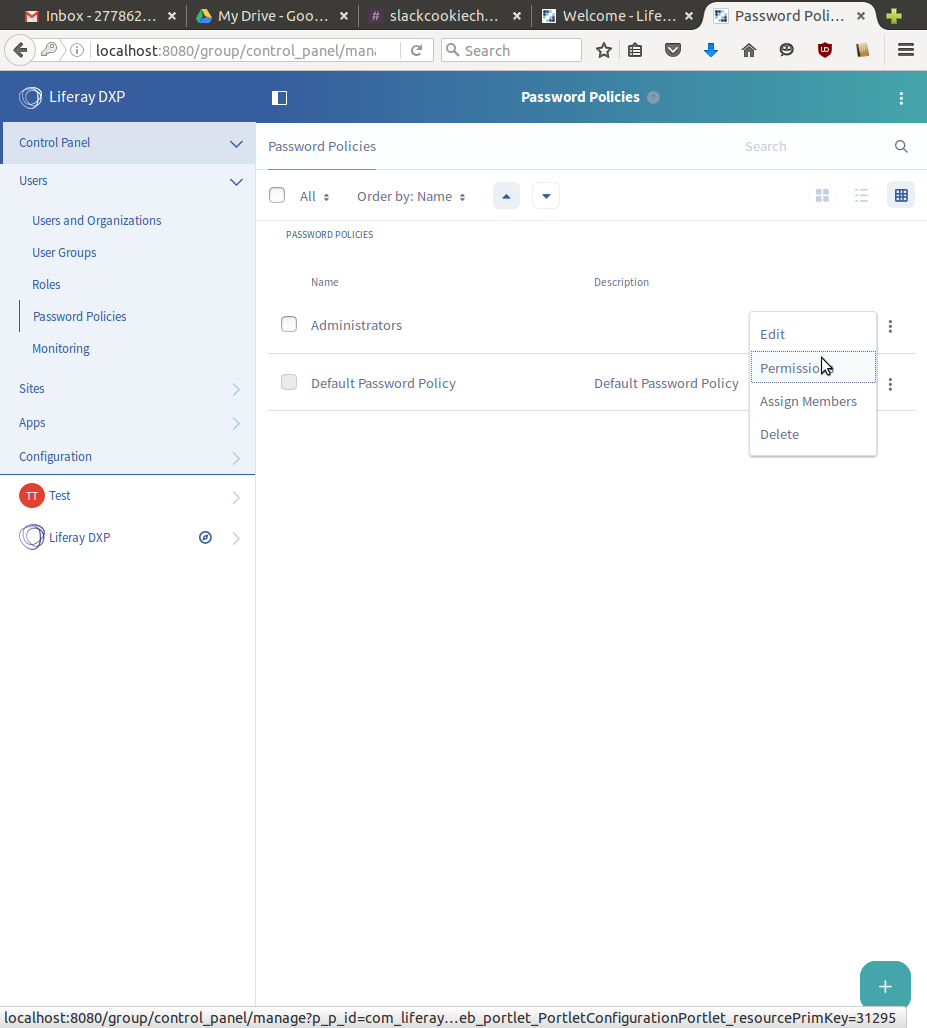 Inbox - 277862... × My Drive - Goo... × # slackcookiech... × Welcome - Life... × Password Poli... ×
localhost:8080/group/control_panel/mana Search
Liferay DXP Password Policies ?
Control Panel
Password Policies Search
Users
All Order by: Name
Users and Organizations
PASSWORD POLICIES
User Groups
Roles
Name Description
Password Policies
Administrators
Edit
Monitoring
Permission
Sites
Default Password Policy Default Password Policy
Assign Members
Apps
Delete
Configuration
TT Test
Liferay DXP
+
localhost:8080/group/control_panel/manage?p_p_id=com_liferay...eb_portlet_PortletConfigurationPortlet_resourcePrimKey=31295